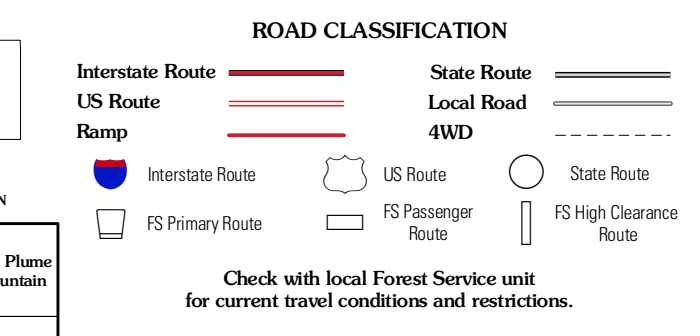 ROAD CLASSIFICATION
Interstate Route
State Route
US Route
Local Road
Ramp
4WD
Interstate Route
US Route
State Route
FS Primary Route
FS Passenger
Route
FS High Clearance
Route
N
Plume
untain
Check with local Forest Service unit
for current travel conditions and restrictions.